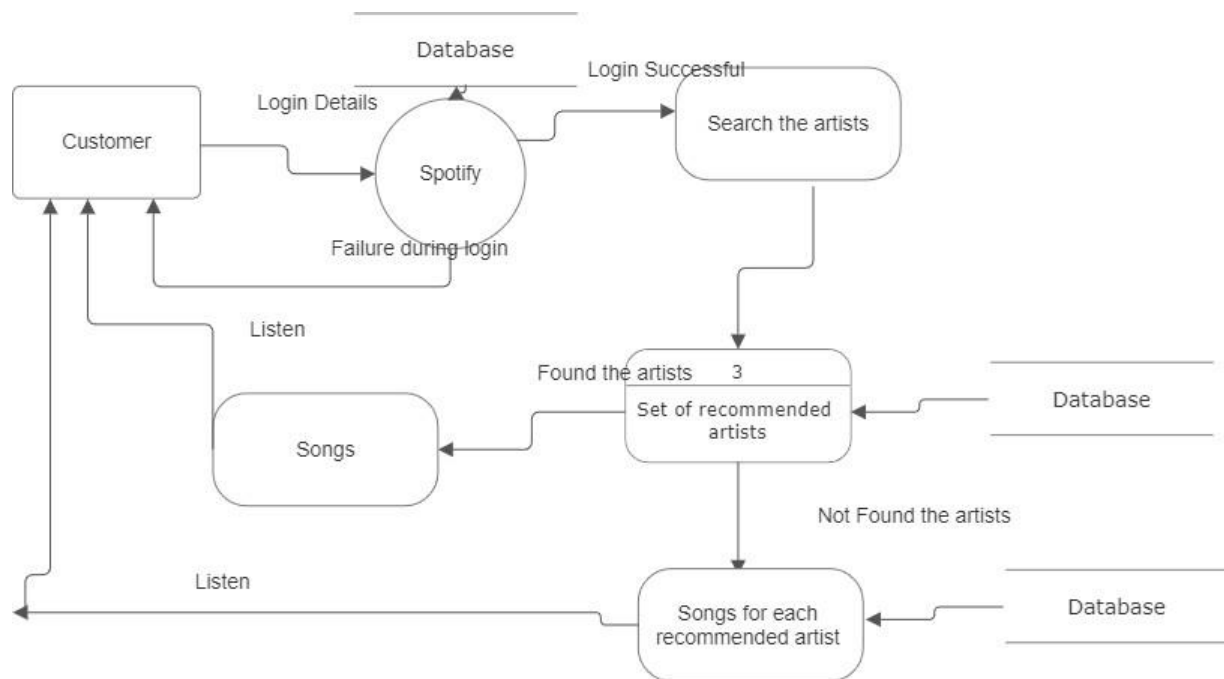 Database
Login Successful
Login Details
Customer
Search the artists
Spotify
Failure during login
Listen
Found the artists
3
Set of recommended
artists
Database
Songs
Not Found the artists
Listen
Songs for each
recommended artist
Database